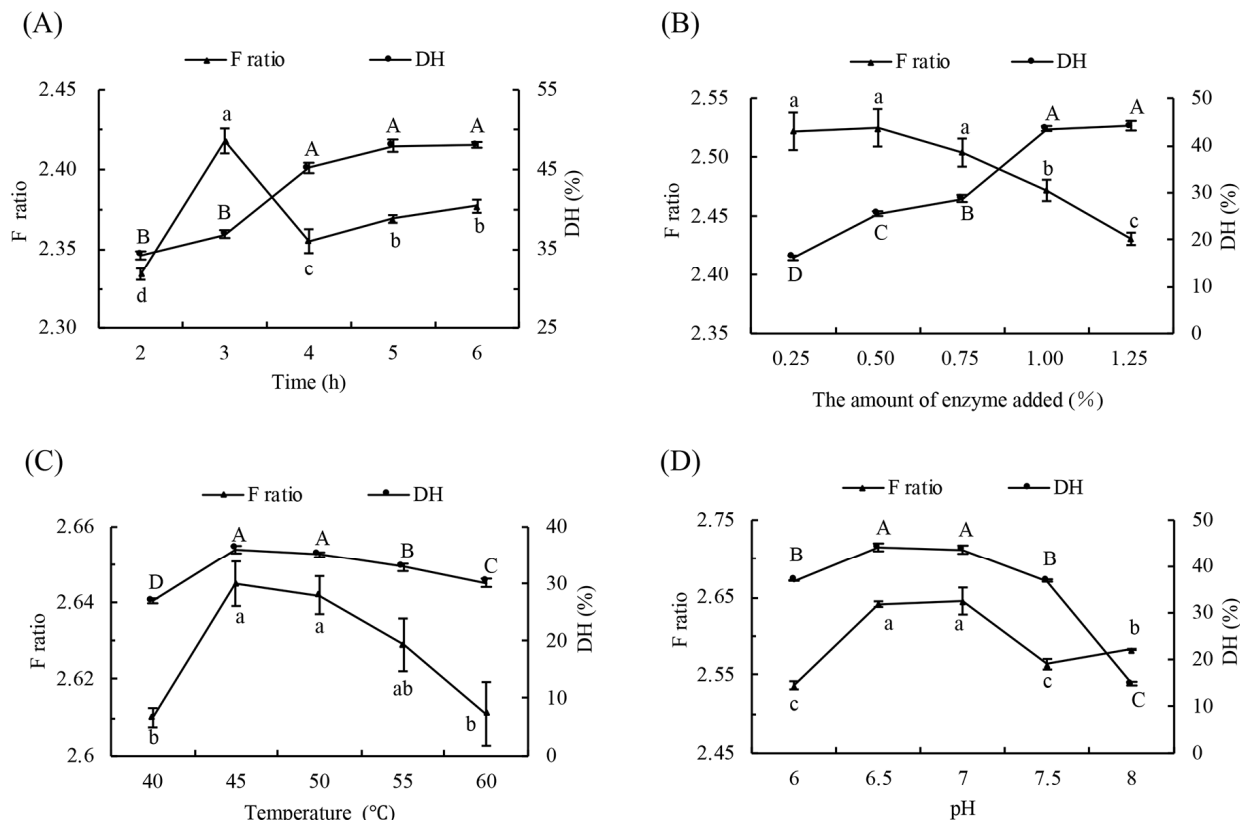 (A)
F ratio DH
2.45
2.40
2.35
2.30
F ratio
55
45
35
25
DH (%)
a
A
A
A
B
B
d
c
b
b
2 3 4 5 6
Time (h)
(B)
F ratio DH
2.55
2.50
2.45
2.40
2.35
F ratio
50
40
30
20
10
0
DH (%)
a
a
a
A
A
b
B
C
c
D
0.25 0.50 0.75 1.00 1.25
The amount of enzyme added (%)
(C)
F ratio DH
2.66
2.64
2.62
2.6
F ratio
40
30
20
10
0
DH (%)
A
A
B
C
D
a
a
ab
b
b
40 45 50 55 60
Temperature (℃)
(D)
F ratio DH
2.75
2.65
2.55
2.45
F ratio
50
40
30
20
10
0
DH (%)
A
A
B
B
a
a
b
c
c
C
6 6.5 7 7.5 8
pH